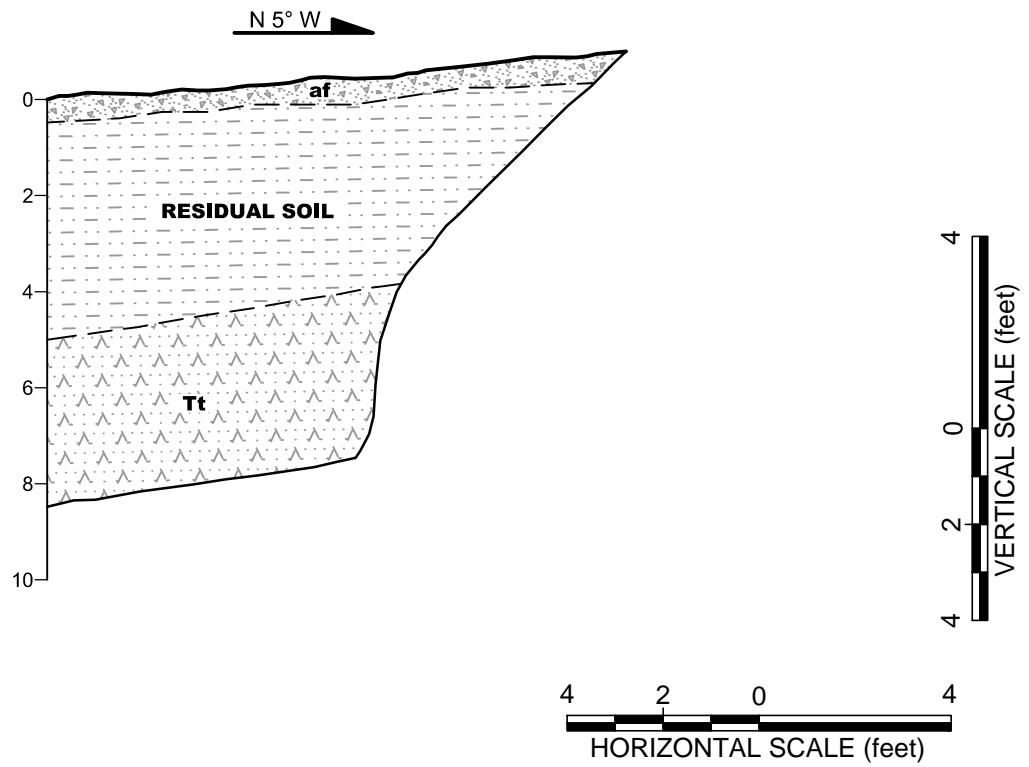 N 5° W
af
0
2
RESIDUAL SOIL
4
6
Tt
8
10
4
0
2
4
VERTICAL SCALE (feet)
4 2 0 4
HORIZONTAL SCALE (feet)